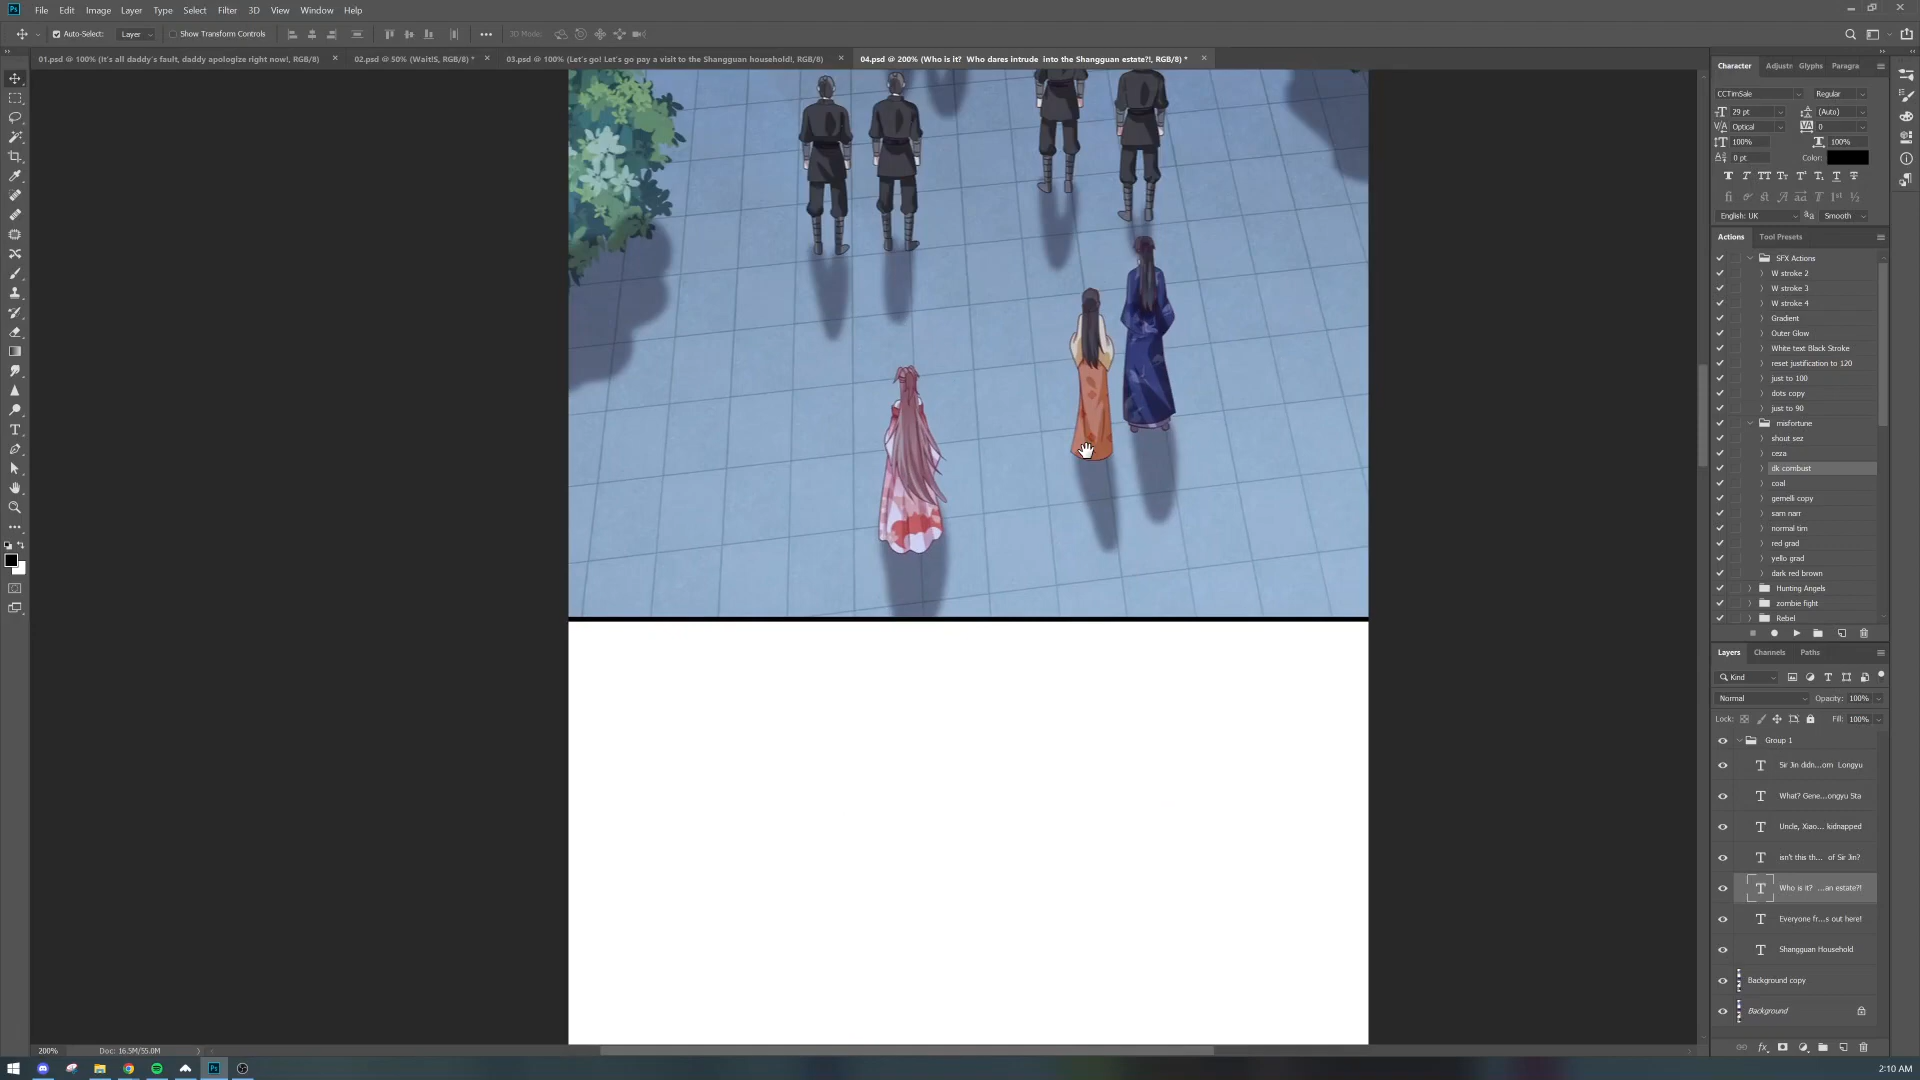 File Edit Image Layer Type Select Filter 3D View Window Help
Auto-Select: Layer Show Transform Controls 3D Mode:
01.psd @ 100% (It's all daddy's fault, daddy apologize right now!, RGB/8) 02.psd @ 50% (Wait!S, RGB/8) * 03.psd @ 100% (Let's go! Let's go pay a visit to the Shangguan household!, RGB/8) 04.psd @ 200% (Who is it? Who dares intrude into the Shangguan estate?!, RGB/8) *
Character Adjustm Glyphs Paragra
CCTimSale Regular
29 pt (Auto)
Optical 0
100% 100%
0 pt Color:
English: UK Smooth
Actions Tool Presets
SFX Actions
W stroke 2
W stroke 3
W stroke 4
Gradient
Outer Glow
White text Black Stroke
reset justification to 120
just to 100
dots copy
just to 90
misfortune
shout sez
ceza
dk combust
coal
gemelli copy
sam narr
normal tim
red grad
yello grad
dark red brown
Hunting Angels
zombie fight
Rebel
Layers Channels Paths
Kind
Normal Opacity: 100%
Lock: Fill: 100%
Group 1
Sir Jin didn...om Longyu
What? Gene...ongyu Sta
Uncle, Xiao... kidnapped
isn't this th... of Sir Jin?
Who is it? ...an estate?!
Everyone fr...s out here!
Shangguan Household
Background copy
Background
200% Doc: 16.5M/55.0M
2:10 AM